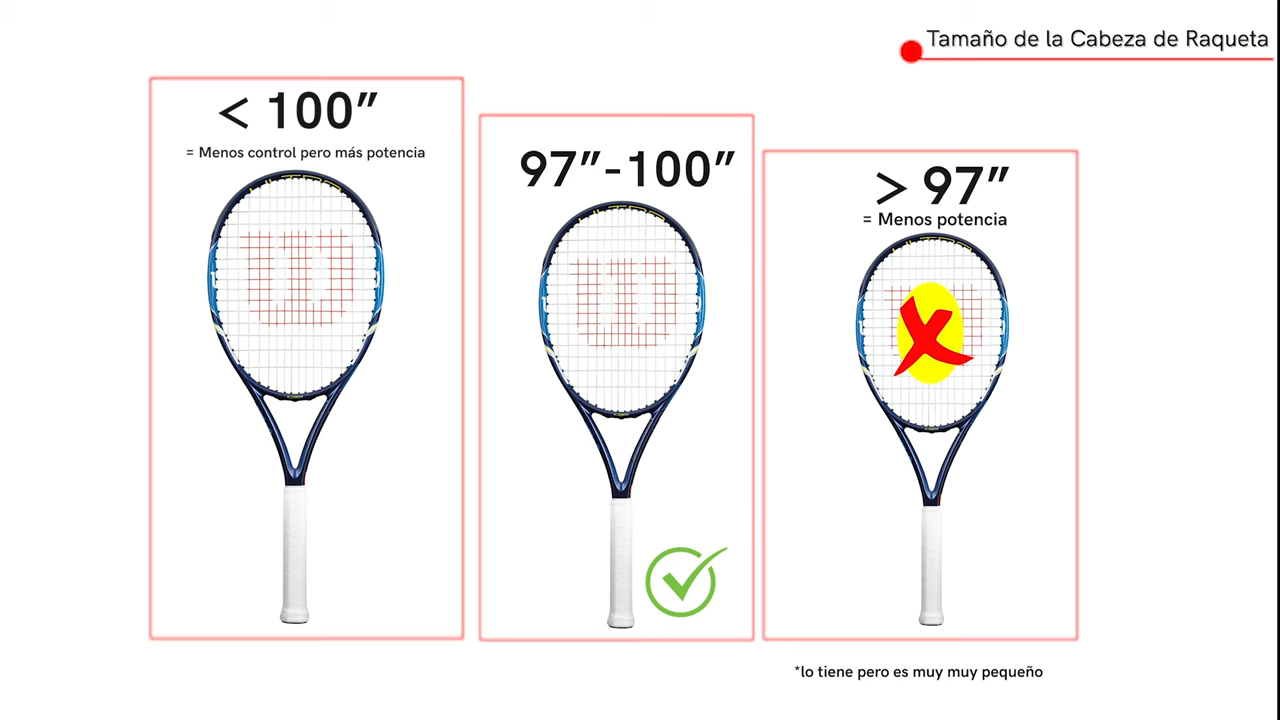 Tamaño de la Cabeza de Raqueta
< 100”
= Menos control pero más potencia
97”-100”
> 97”
= Menos potencia
*lo tiene pero es muy muy pequeño